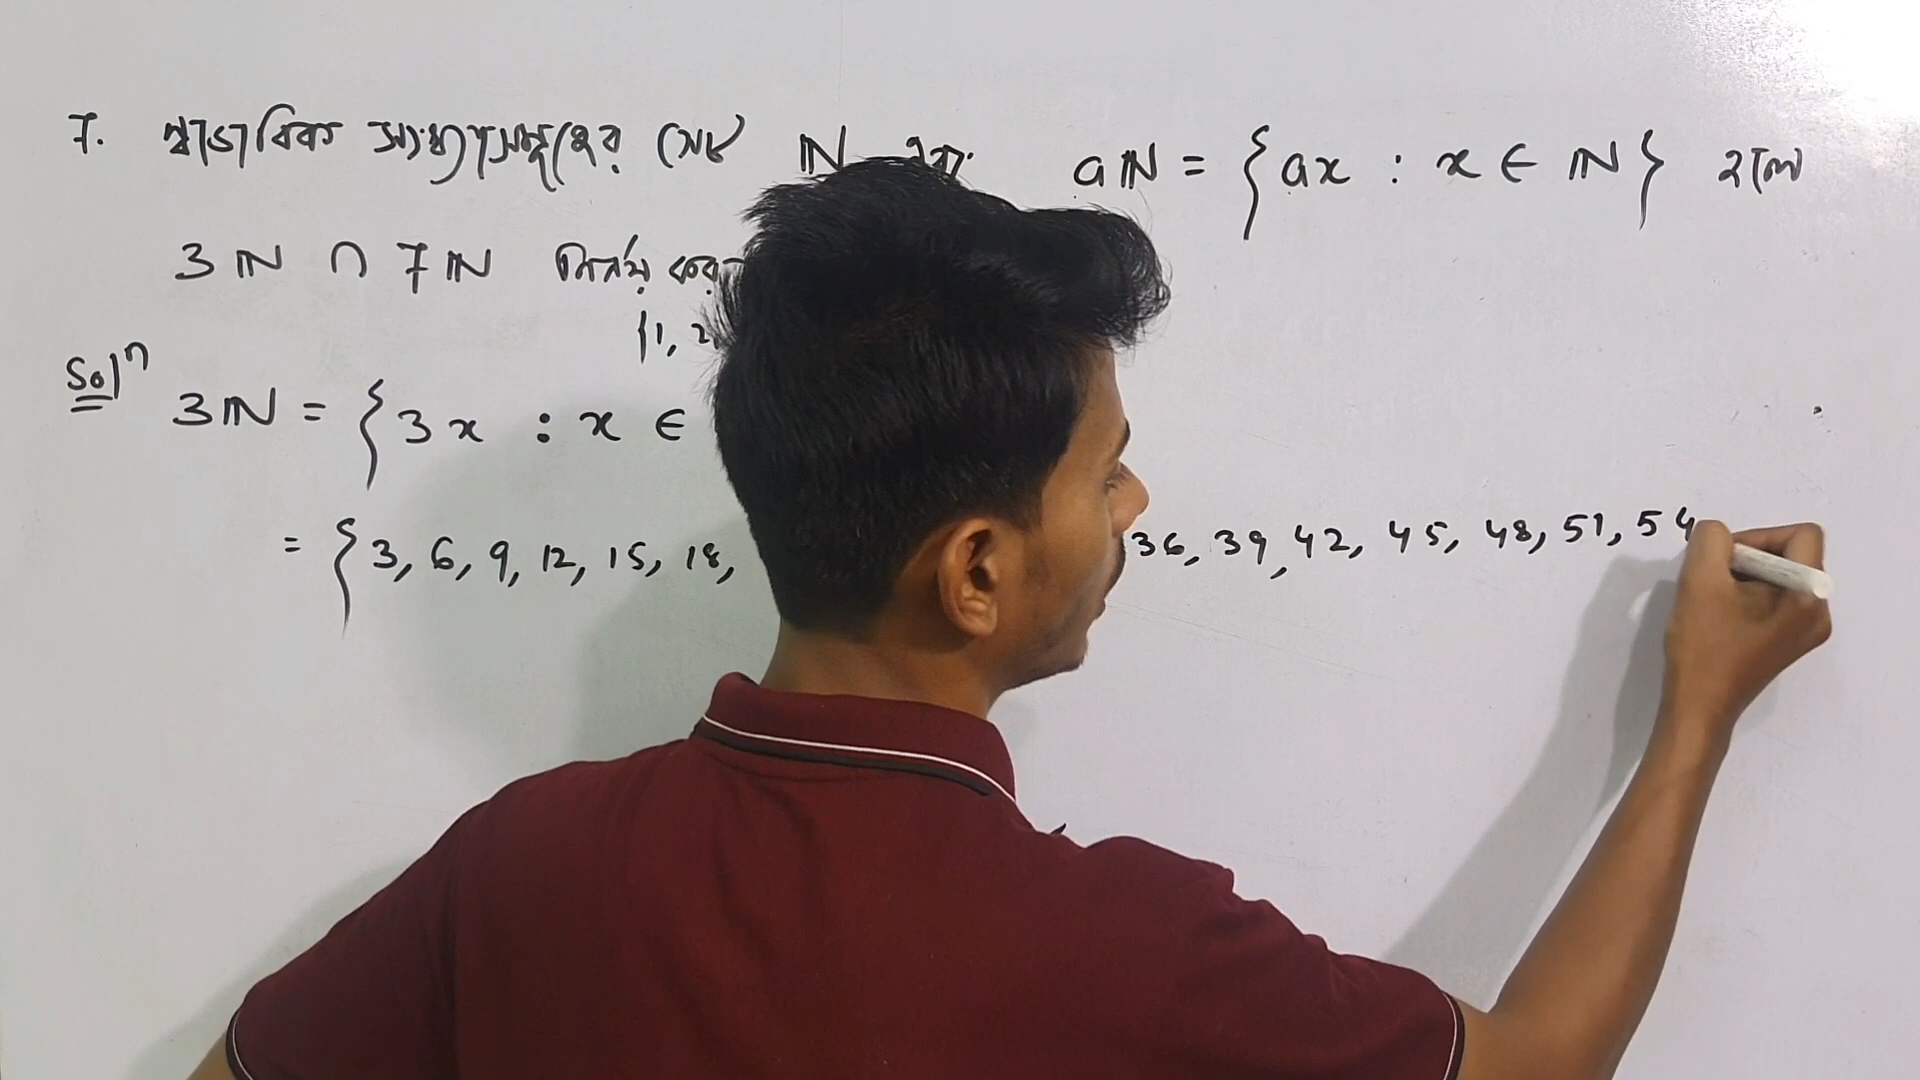 7. স্বাভাবিক সংখ্যাসমূহের সেট ℕ এবং aℕ = {ax : x ∈ ℕ} হলে
3ℕ ∩ 7ℕ নির্ণয় কর
{1, 2,
Solⁿ 3ℕ = {3x : x ∈
= {3, 6, 9, 12, 15, 18, 36, 39, 42, 45, 48, 51, 54